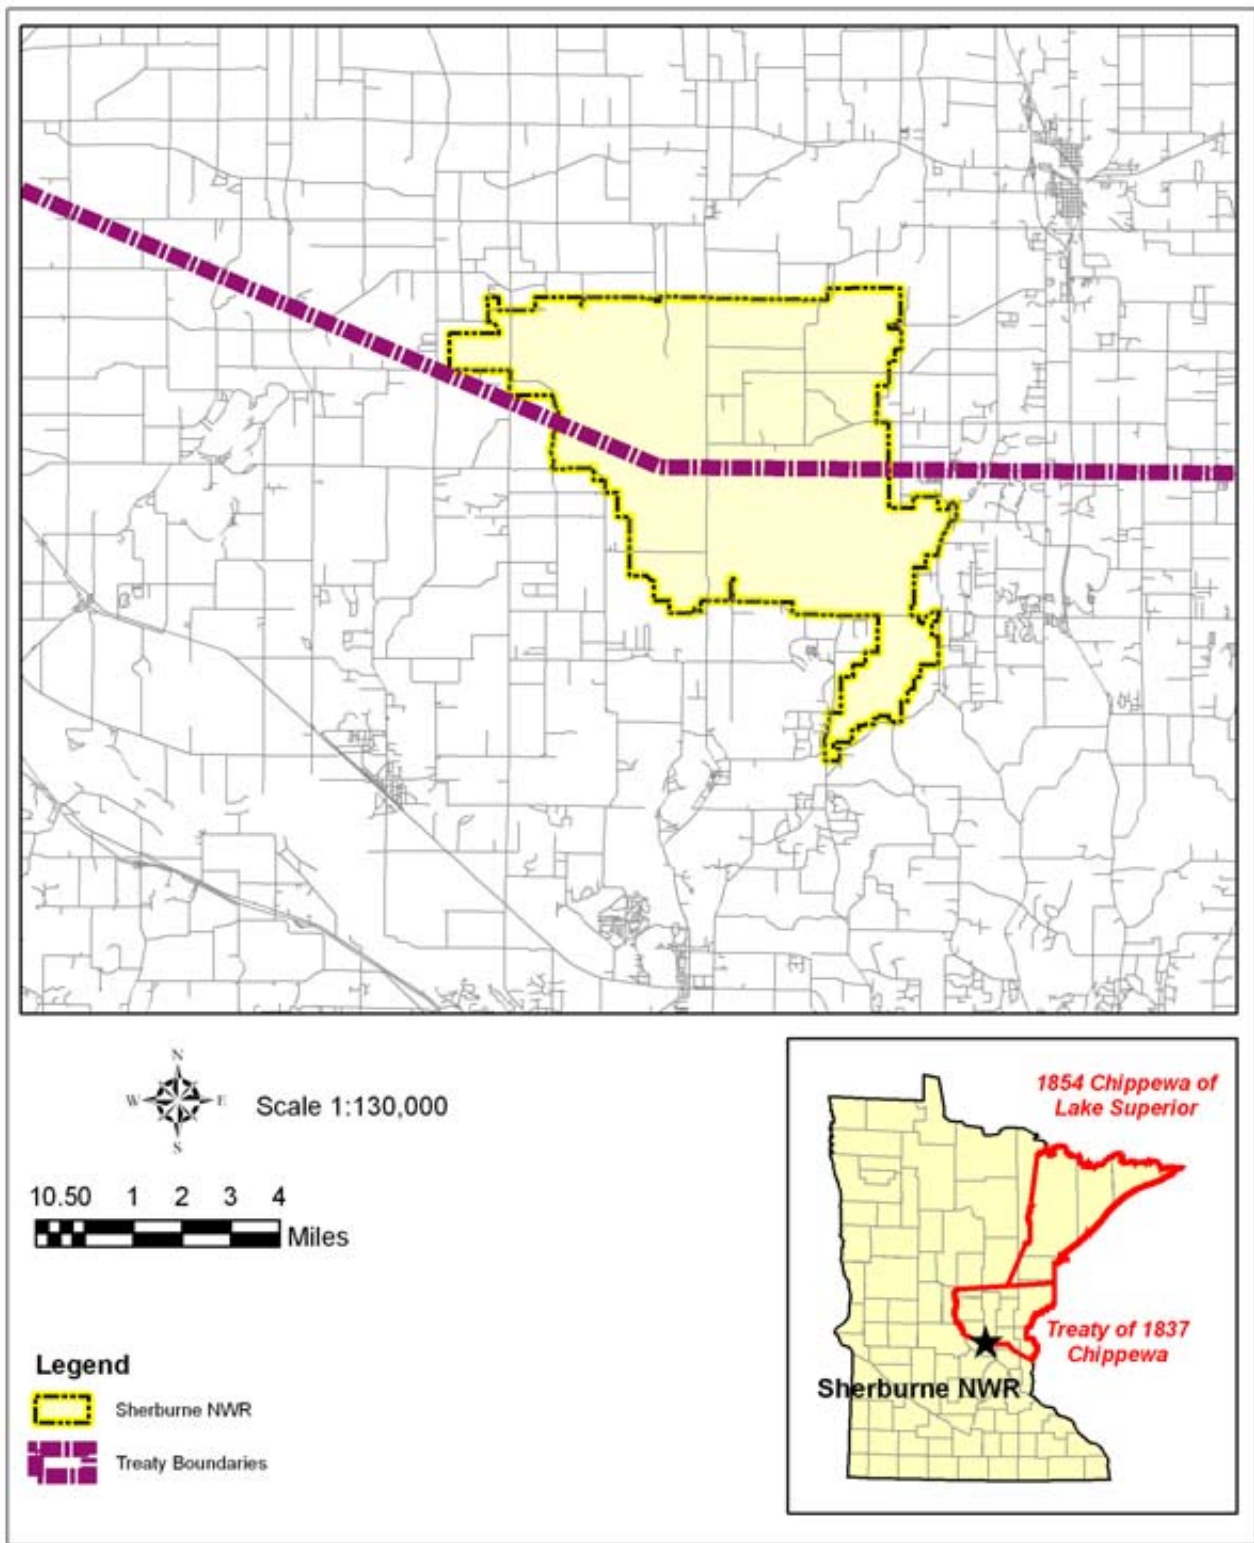 N
W E
S
Scale 1:130,000
10.50 1 2 3 4
Miles
Legend
Sherburne NWR
Treaty Boundaries
1854 Chippewa of
Lake Superior
Treaty of 1837
Chippewa
Sherburne NWR